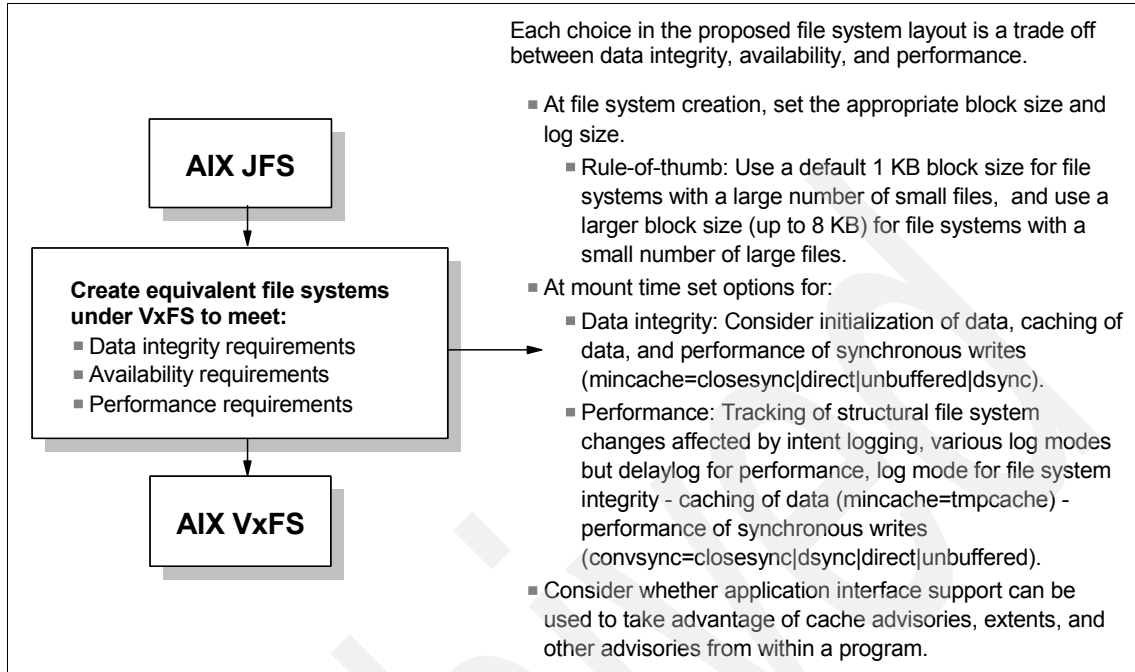 Each choice in the proposed file system layout is a trade off
between data integrity, availability, and performance.
■ At file system creation, set the appropriate block size and
log size.
■ Rule-of-thumb: Use a default 1 KB block size for file
systems with a large number of small files, and use a
larger block size (up to 8 KB) for file systems with a
small number of large files.
■ At mount time set options for:
■ Data integrity: Consider initialization of data, caching of
data, and performance of synchronous writes
(mincache=closesync|direct|unbuffered|dsync).
■ Performance: Tracking of structural file system
changes affected by intent logging, various log modes
but delaylog for performance, log mode for file system
integrity - caching of data (mincache=tmpcache) -
performance of synchronous writes
(convsync=closesync|dsync|direct|unbuffered).
■ Consider whether application interface support can be
used to take advantage of cache advisories, extents, and
other advisories from within a program.
AIX JFS
Create equivalent file systems
under VxFS to meet:
■ Data integrity requirements
■ Availability requirements
■ Performance requirements
AIX VxFS